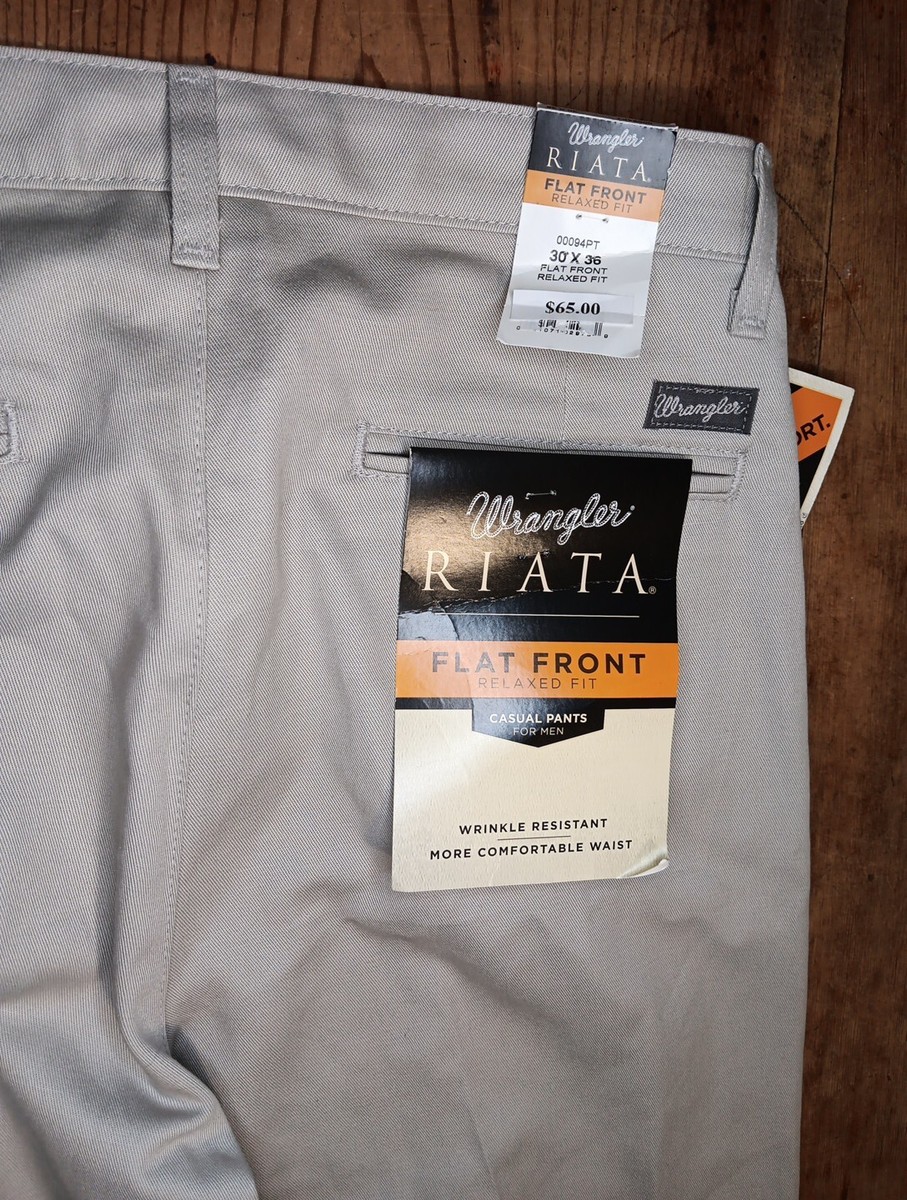 Wrangler
RIATA®
FLAT FRONT
RELAXED FIT
00094PT
30 X 36
FLAT FRONT
RELAXED FIT
$65.00
Wrangler
ORT.
Wrangler
RIATA®
FLAT FRONT
RELAXED FIT
CASUAL PANTS
FOR MEN
WRINKLE RESISTANT
MORE COMFORTABLE WAIST